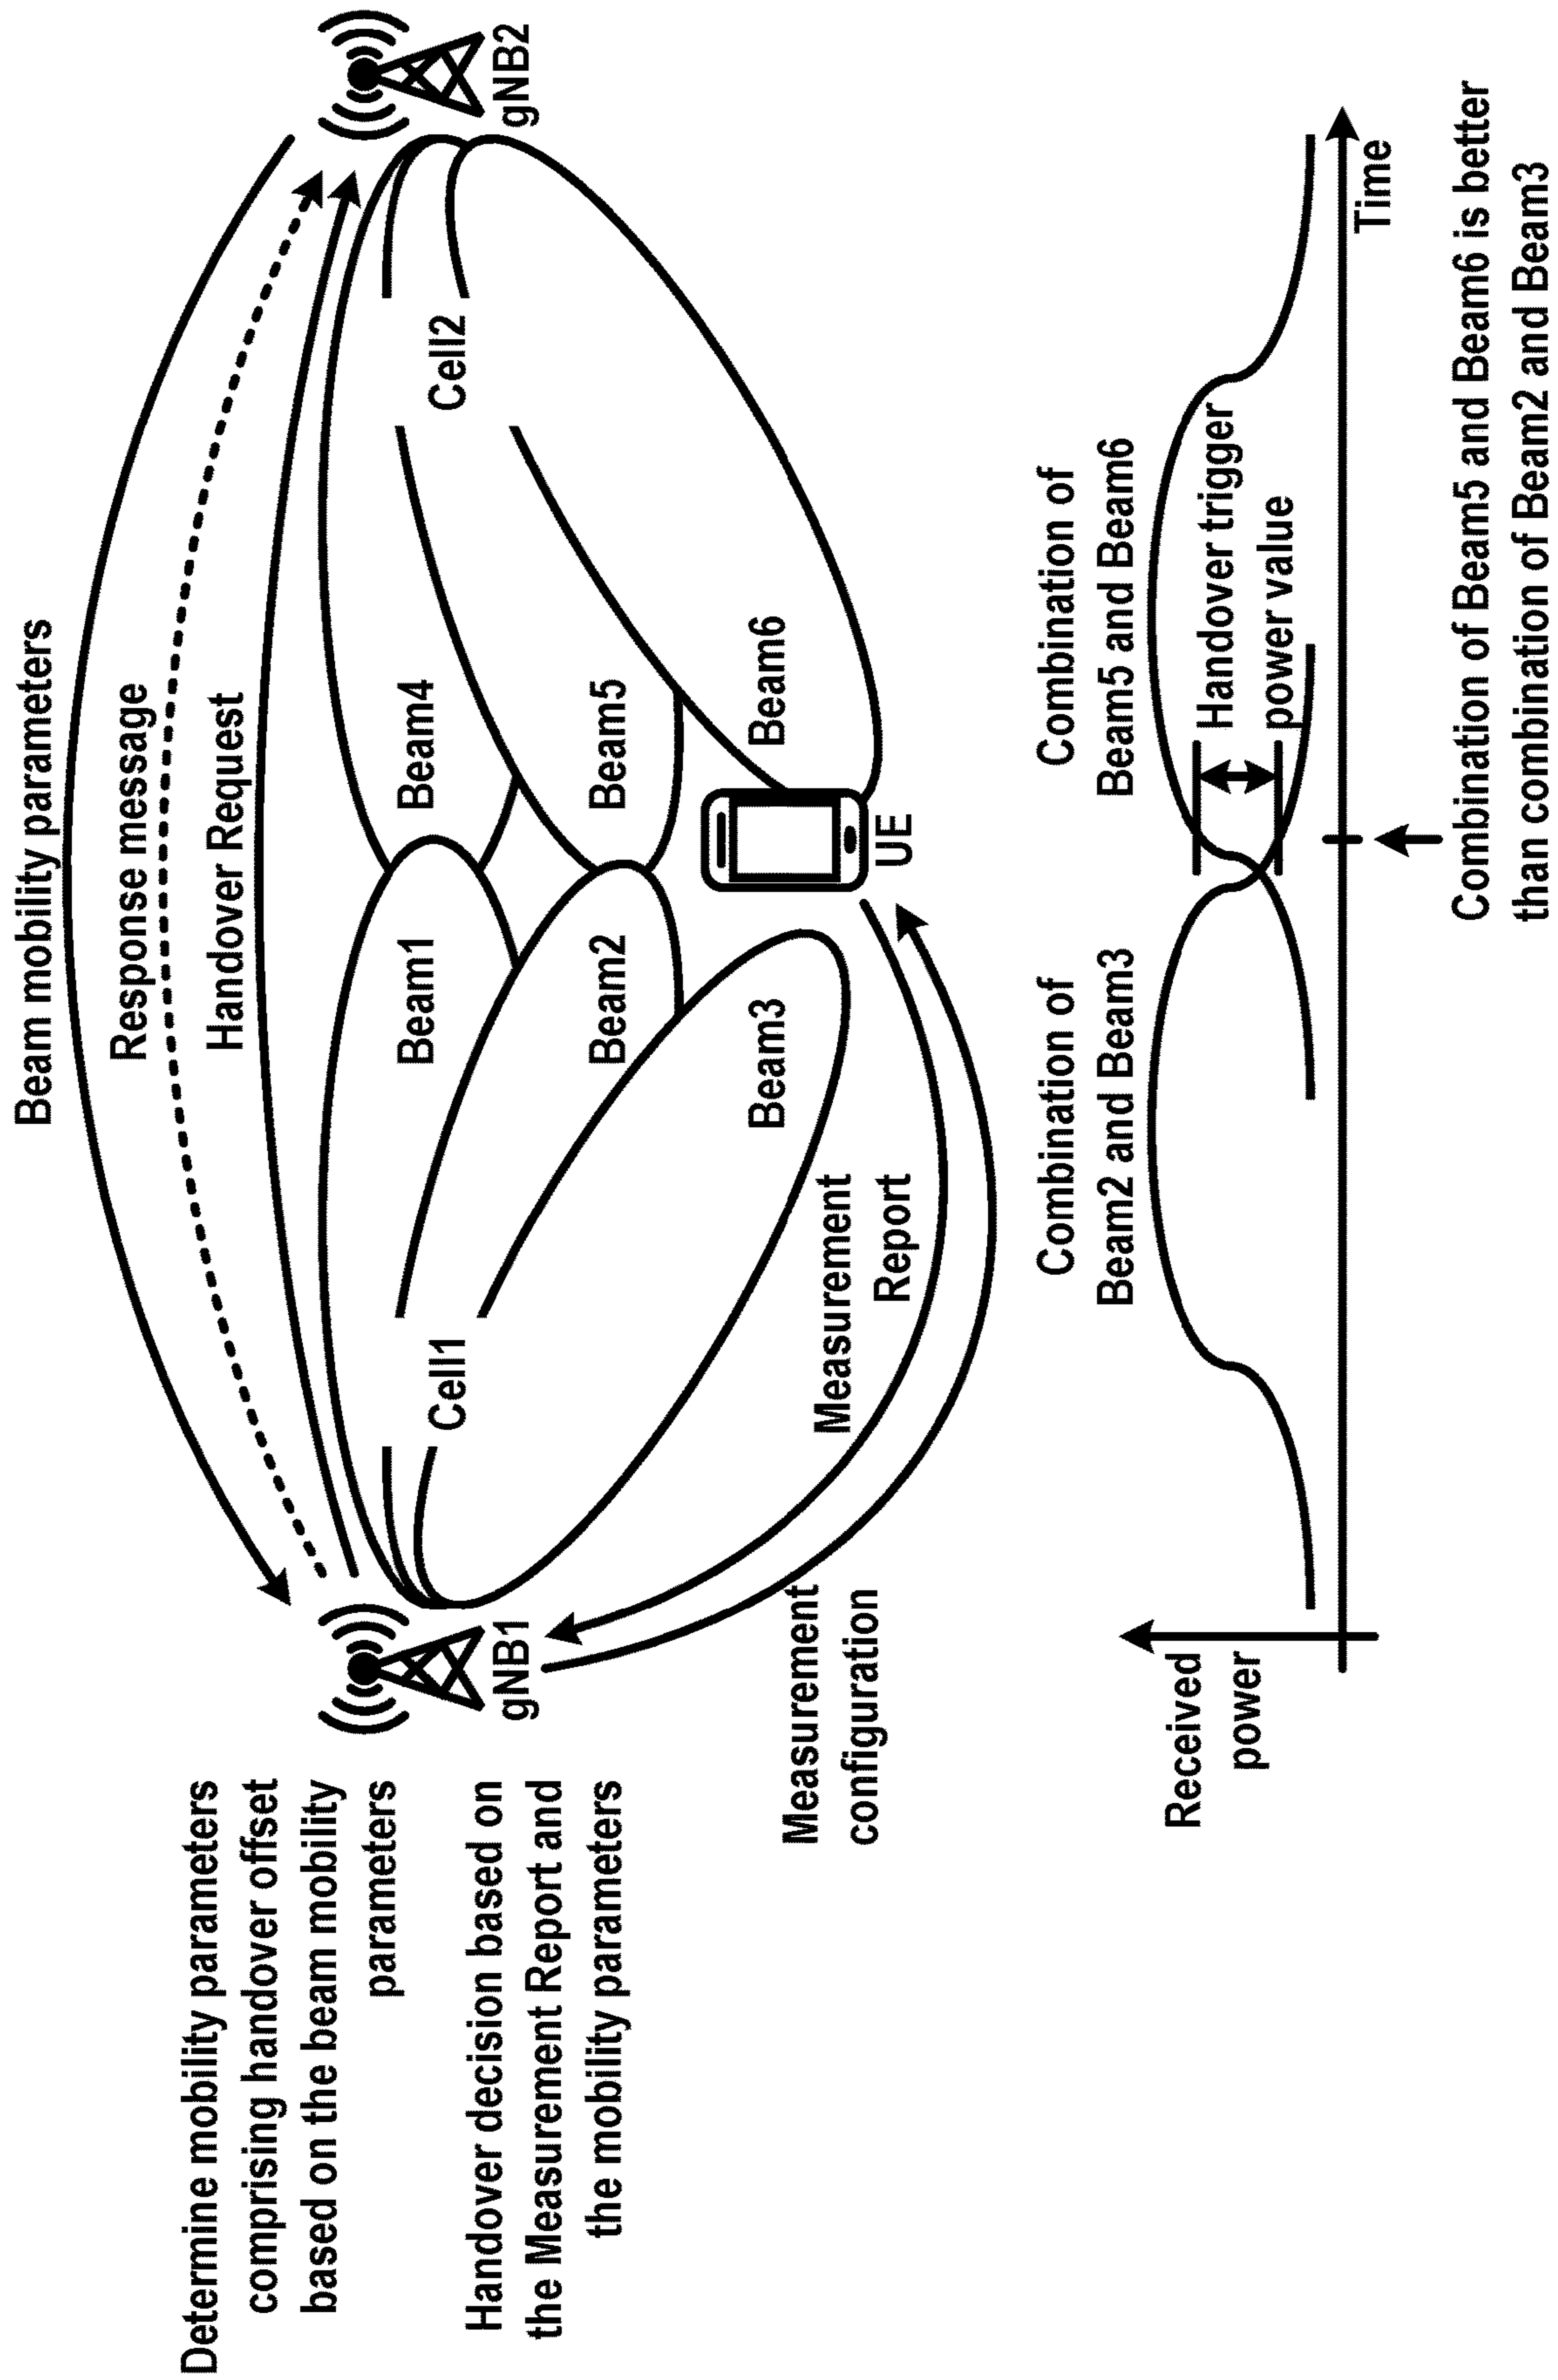 Beam mobility parameters
Response message
Handover Request
Determine mobility parameters
comprising handover offset
based on the beam mobility
parameters
Handover decision based on
the Measurement Report and
the mobility parameters
gNB1
gNB2
Cell1
Cell2
Beam1
Beam4
Beam2
Beam5
Beam3
Beam6
UE
Measurement
Report
Measurement
configuration
Received
power
Combination of
Beam2 and Beam3
Combination of
Beam5 and Beam6
Handover trigger
power value
Time
Combination of Beam5 and Beam6 is better
than combination of Beam2 and Beam3